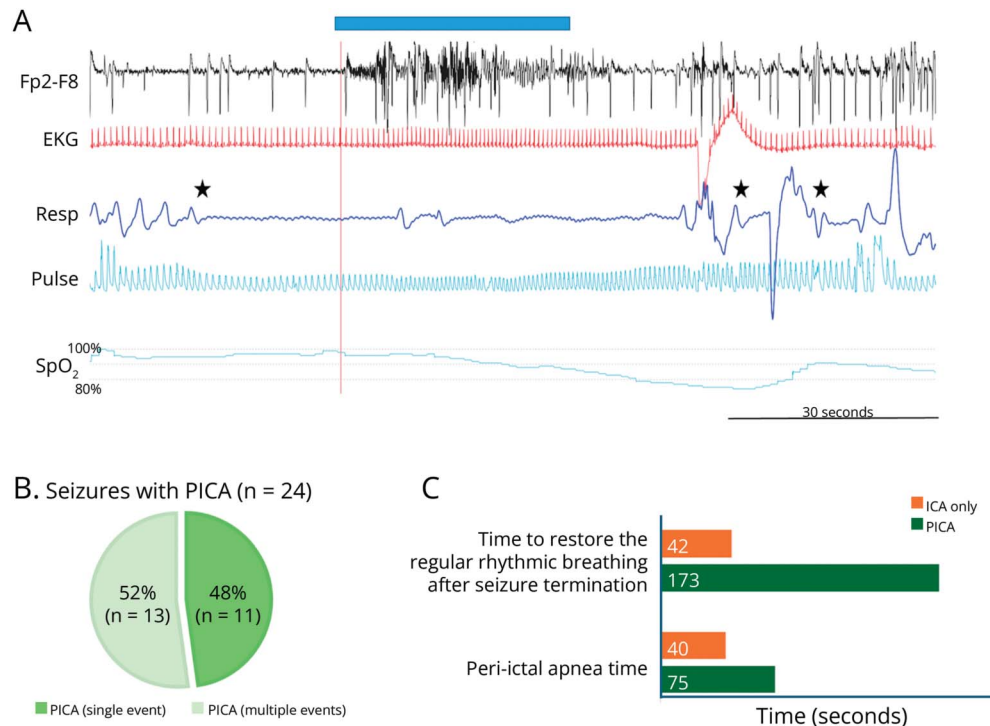 A
Fp2-F8
EKG
Resp
Pulse
100%
SpO₂
80%
30 seconds
B. Seizures with PICA (n = 24)
52%
(n = 13)
48%
(n = 11)
PICA (single event)
PICA (multiple events)
C
ICA only
PICA
Time to restore the
regular rhythmic breathing
after seizure termination
42
173
Peri-ictal apnea time
40
75
Time (seconds)